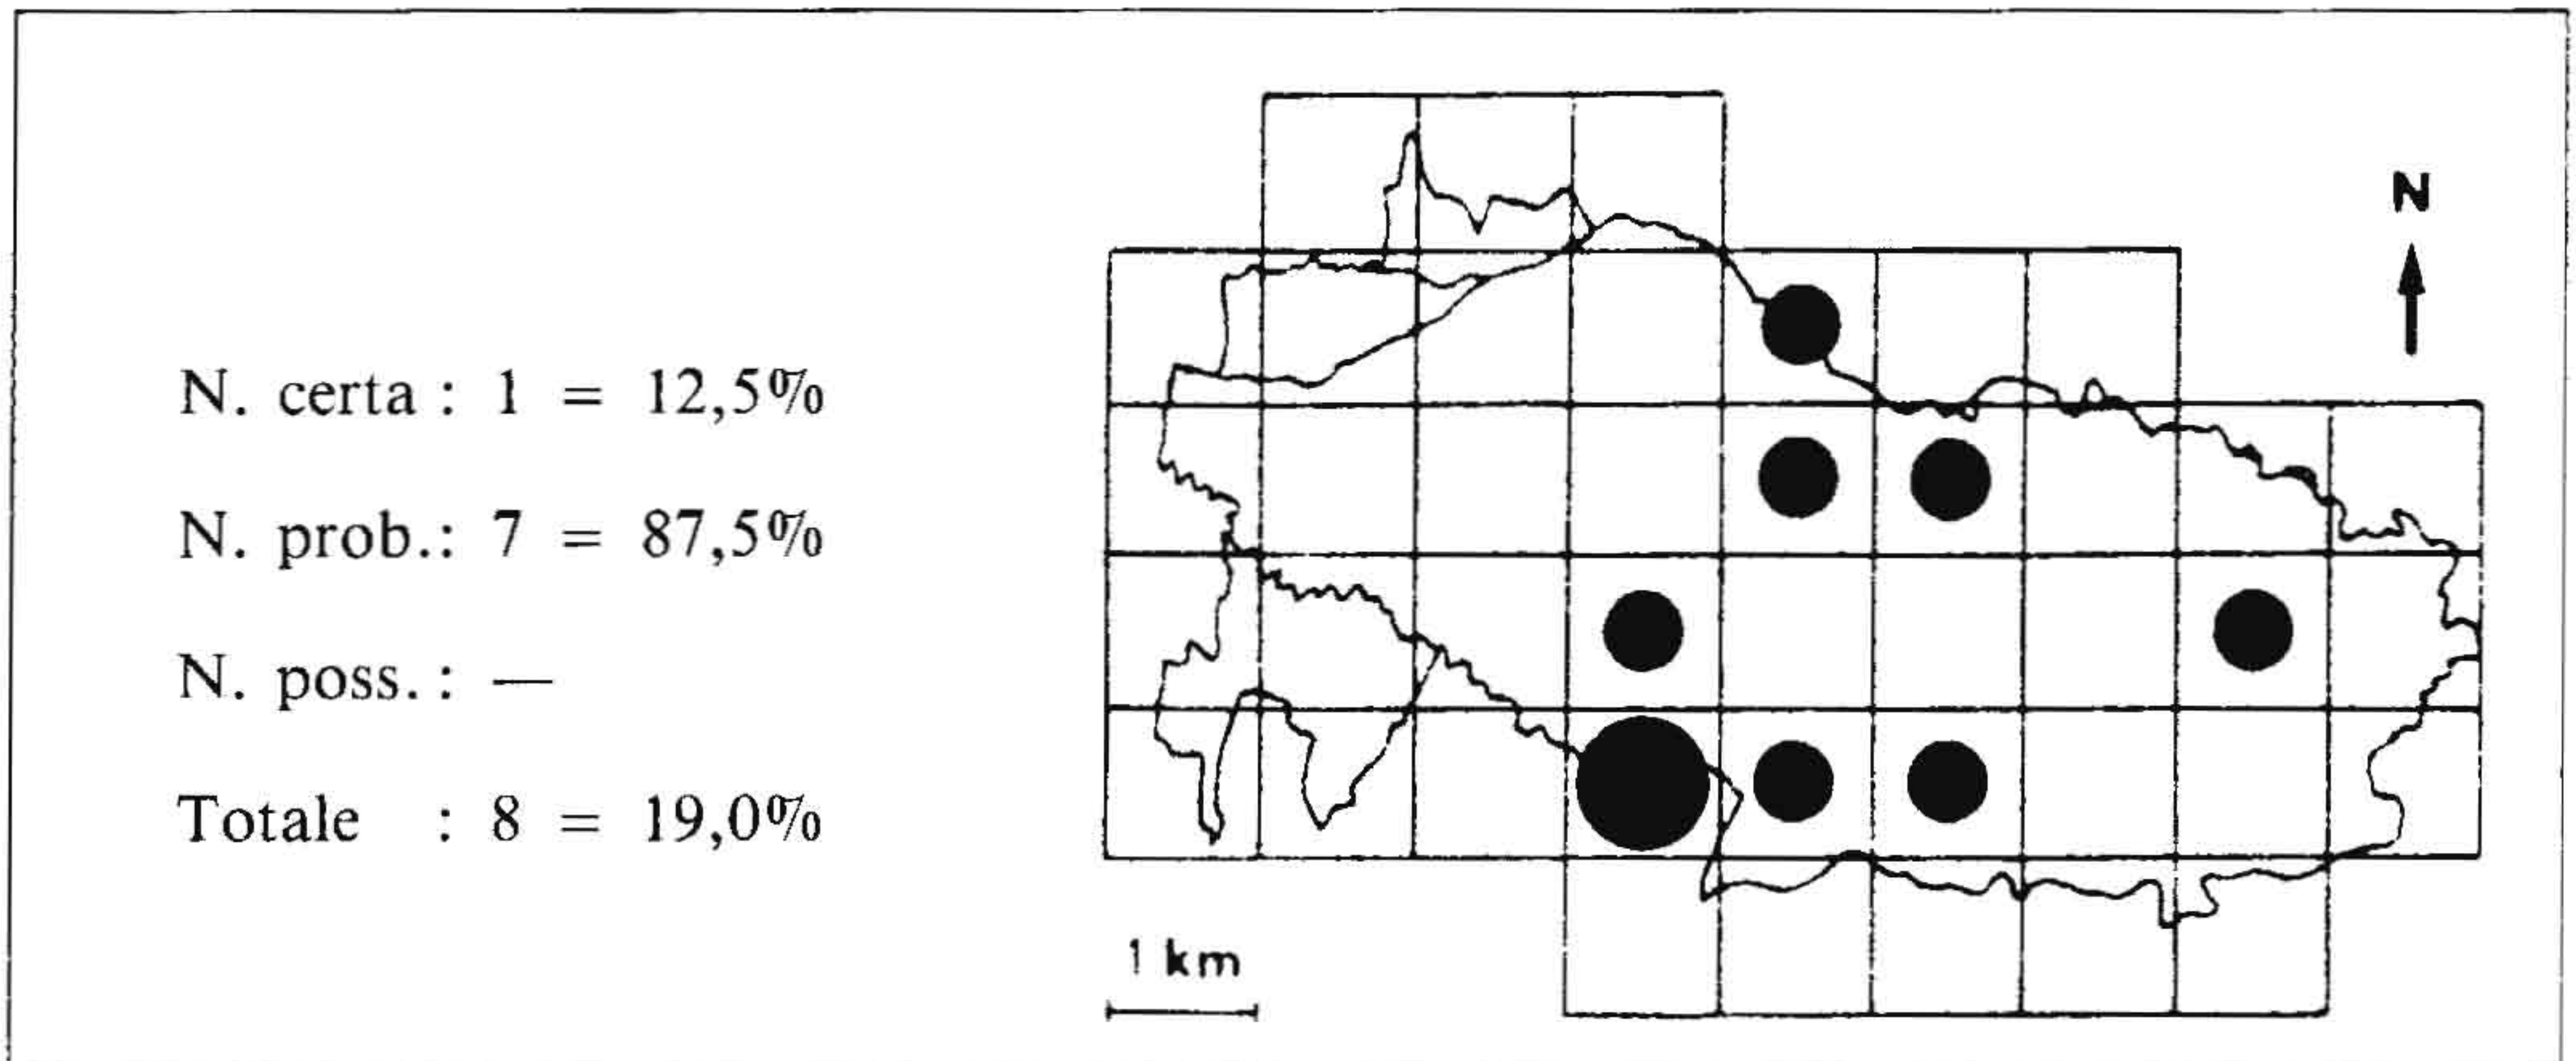 N. certa : 1 = 12,5%
N. prob.: 7 = 87,5%
N. poss. : —
Totale : 8 = 19,0%
N
1 km